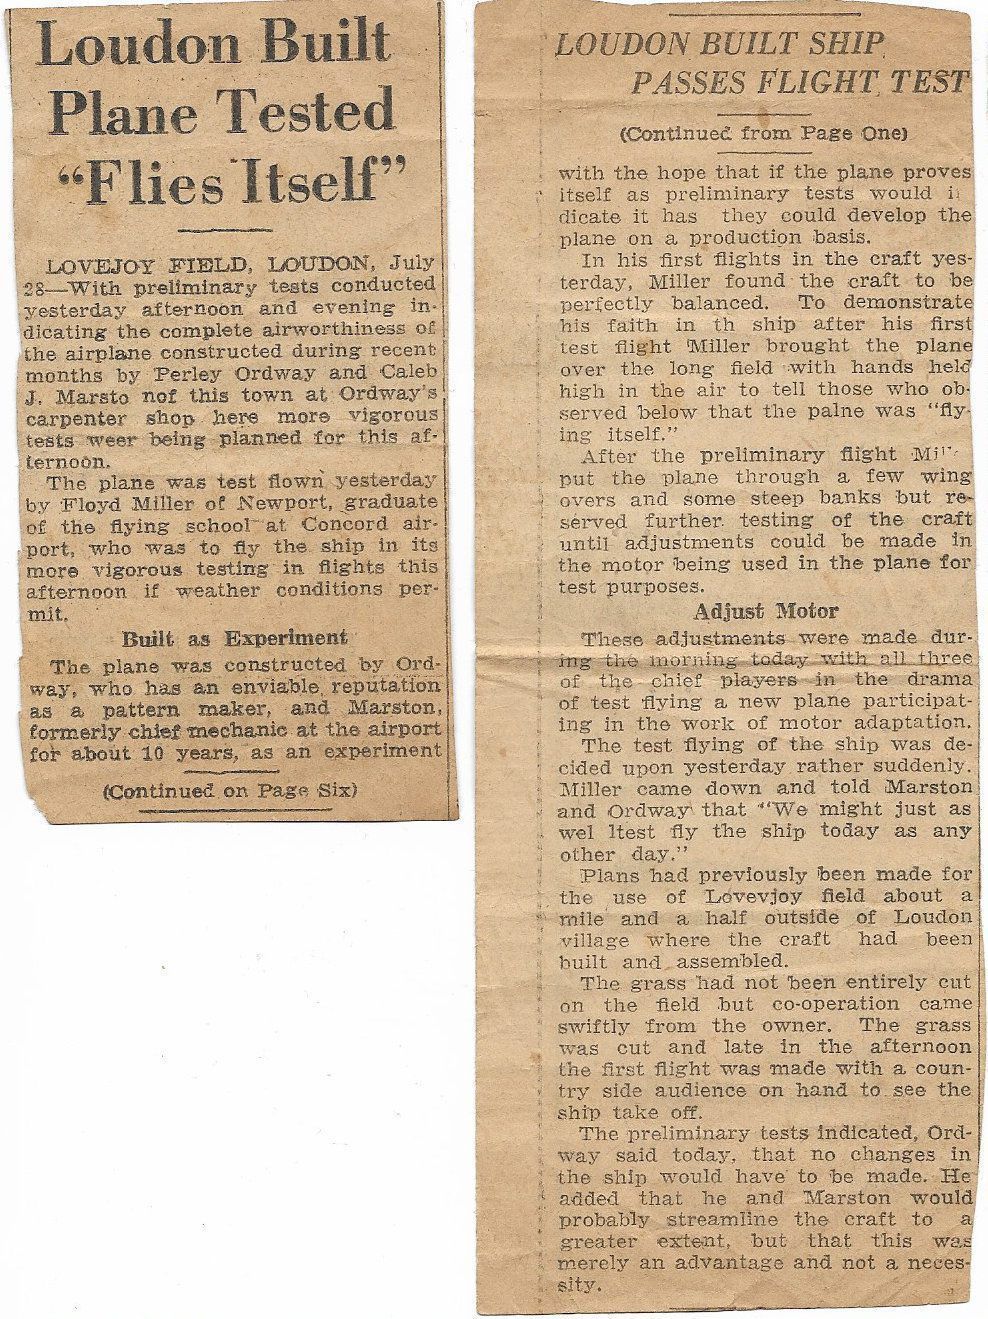 Loudon Built
Plane Tested
"Flies Itself"
LOVEJOY FIELD, LOUDON, July
28—With preliminary tests conducted
yesterday afternoon and evening in-
dicating the complete airworthiness of
the airplane constructed during recent
months by Perley Ordway and Caleb
J. Marsto nof this town at Ordway's
carpenter shop here more vigorous
tests weer being planned for this af-
ternoon.
The plane was test flown yesterday
by Floyd Miller of Newport, graduate
of the flying school at Concord air-
port, who was to fly the ship in its
more vigorous testing in flights this
afternoon if weather conditions per-
mit.
Built as Experiment
The plane was constructed by Ord-
way, who has an enviable reputation
as a pattern maker, and Marston,
formerly chief mechanic at the airport
for about 10 years, as an experiment
(Continued on Page Six)
LOUDON BUILT SHIP
PASSES FLIGHT TEST
(Continued from Page One)
with the hope that if the plane proves
itself as preliminary tests would i
dicate it has they could develop the
plane on a production basis.
In his first flights in the craft yes-
terday, Miller found the craft to be
perfectly balanced. To demonstrate
his faith in th ship after his first
test flight Miller brought the plane
over the long field with hands held
high in the air to tell those who ob-
served below that the palne was "fly-
ing itself."
After the preliminary flight Mil
put the plane through a few wing
overs and some steep banks but re-
served further testing of the craft
until adjustments could be made in
the motor being used in the plane for
test purposes.
Adjust Motor
These adjustments were made dur-
ing the morning today with all three
of the chief players in the drama
of test flying a new plane participat-
ing in the work of motor adaptation.
The test flying of the ship was de-
cided upon yesterday rather suddenly.
Miller came down and told Marston
and Ordway that "We might just as
wel ltest fly the ship today as any
other day."
Plans had previously been made for
the use of Lovevjoy field about a
mile and a half outside of Loudon
village where the craft had been
built and assembled.
The grass had not been entirely cut
on the field but co-operation came
swiftly from the owner. The grass
was cut and late in the afternoon
the first flight was made with a coun-
try side audience on hand to see the
ship take off.
The preliminary tests indicated, Ord-
way said today, that no changes in
the ship would have to be made. He
added that he and Marston would
probably streamline the craft to a
greater extent, but that this was
merely an advantage and not a neces-
sity.